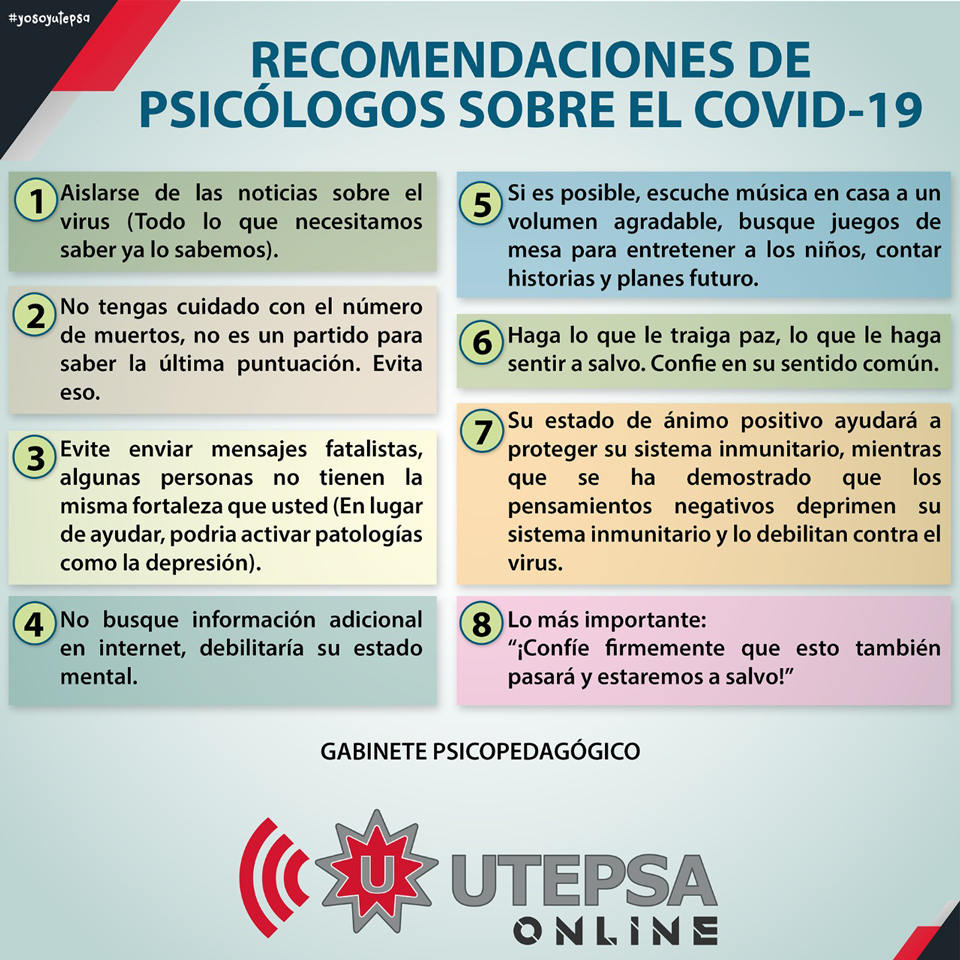 #yosoyutepsa
RECOMENDACIONES DE
PSICÓLOGOS SOBRE EL COVID-19
1 Aislarse de las noticias sobre el
virus (Todo lo que necesitamos
saber ya lo sabemos).
2 No tengas cuidado con el número
de muertos, no es un partido para
saber la última puntuación. Evita
eso.
3 Evite enviar mensajes fatalistas,
algunas personas no tienen la
misma fortaleza que usted (En lugar
de ayudar, podria activar patologías
como la depresión).
4 No busque información adicional
en internet, debilitaría su estado
mental.
5 Si es posible, escuche música en casa a un
volumen agradable, busque juegos de
mesa para entretener a los niños, contar
historias y planes futuro.
6 Haga lo que le traiga paz, lo que le haga
sentir a salvo. Confie en su sentido común.
7 Su estado de ánimo positivo ayudará a
proteger su sistema inmunitario, mientras
que se ha demostrado que los
pensamientos negativos deprimen su
sistema inmunitario y lo debilitan contra el
virus.
8 Lo más importante:
“¡Confíe firmemente que esto también
pasará y estaremos a salvo!”
GABINETE PSICOPEDAGÓGICO
U UTEPSA
ONLINE